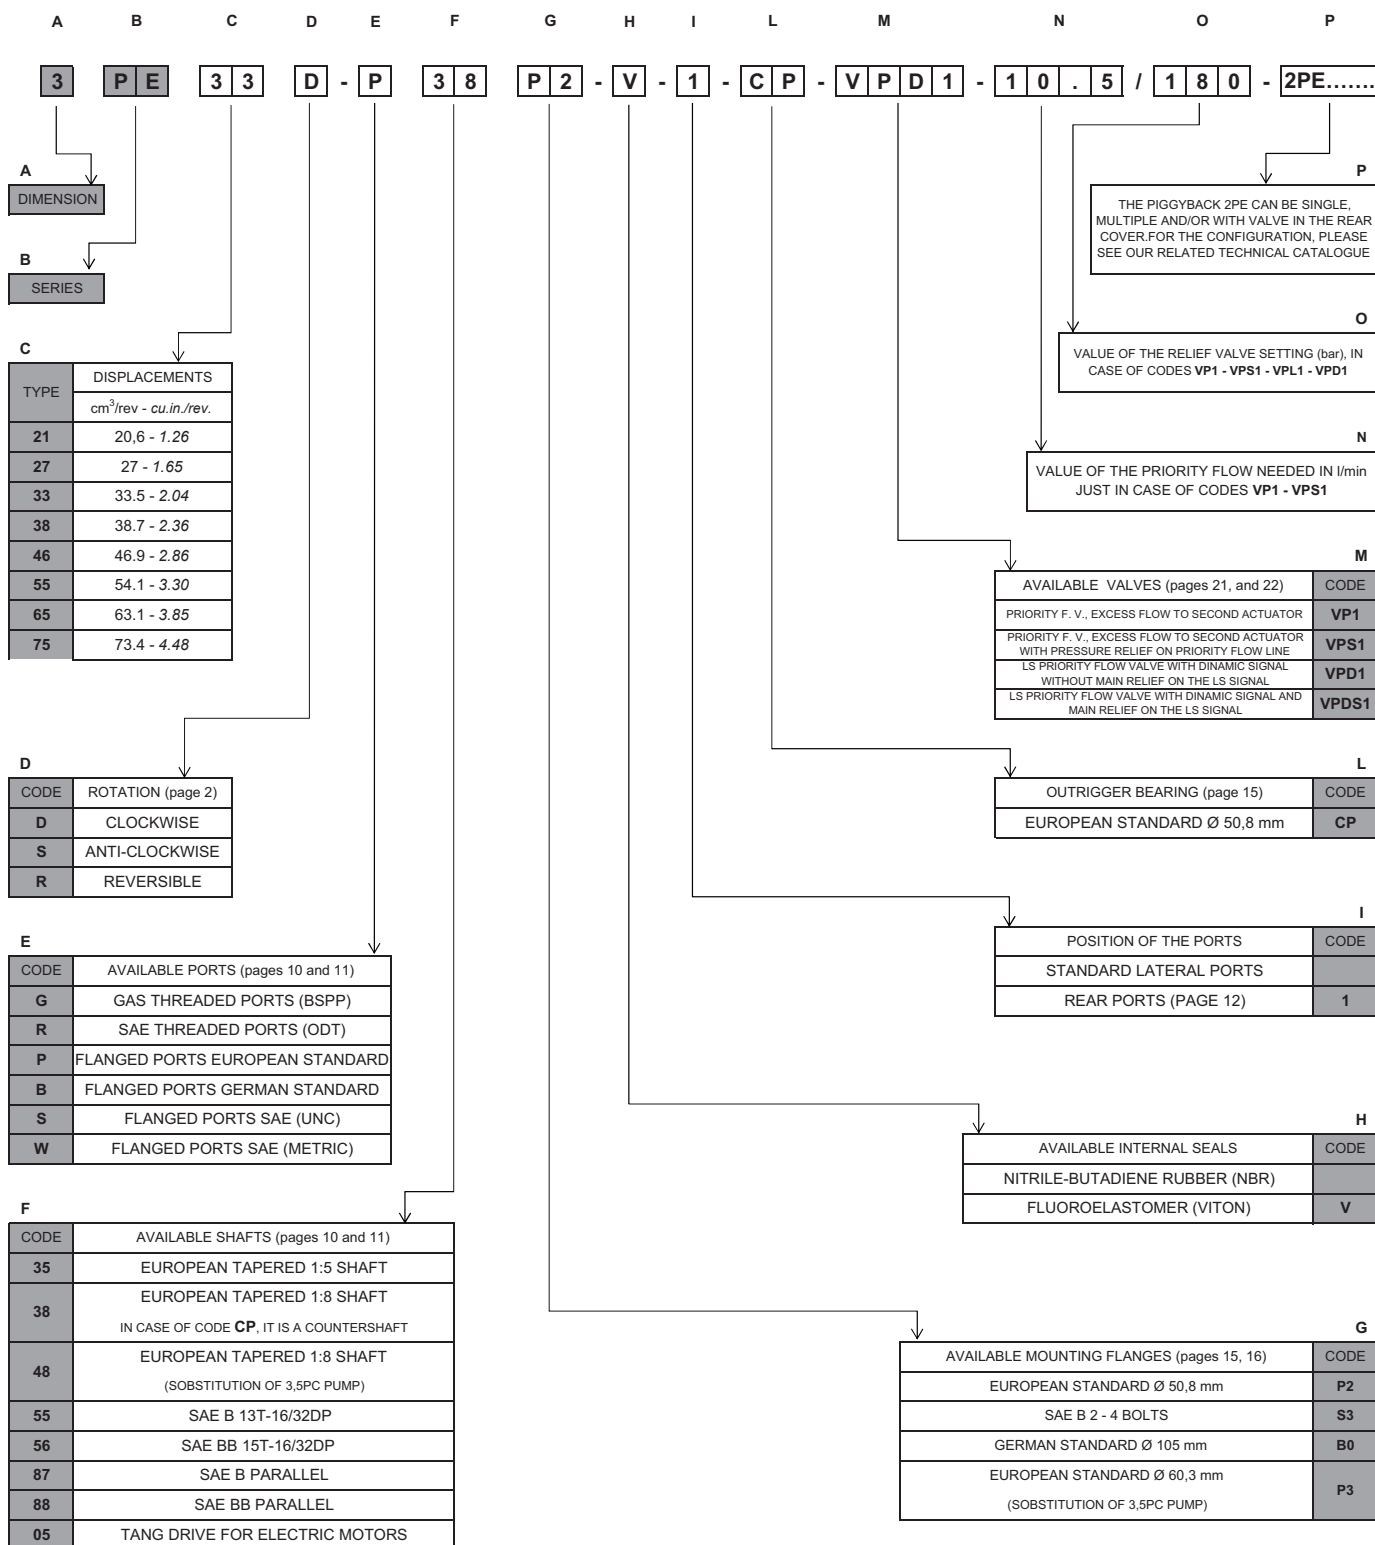 A B C D E F G H I L M N O P
3 PE 33 D - P 38 P2 - V - 1 - CP - VPD1 - 10.5 / 180 - 2PE.......
A
DIMENSION
B
SERIES
C
TYPE DISPLACEMENTS
cm³/rev - cu.in./rev.
21 20,6 - 1.26
27 27 - 1.65
33 33.5 - 2.04
38 38.7 - 2.36
46 46.9 - 2.86
55 54.1 - 3.30
65 63.1 - 3.85
75 73.4 - 4.48
D
CODE ROTATION (page 2)
D CLOCKWISE
S ANTI-CLOCKWISE
R REVERSIBLE
E
CODE AVAILABLE PORTS (pages 10 and 11)
G GAS THREADED PORTS (BSPP)
R SAE THREADED PORTS (ODT)
P FLANGED PORTS EUROPEAN STANDARD
B FLANGED PORTS GERMAN STANDARD
S FLANGED PORTS SAE (UNC)
W FLANGED PORTS SAE (METRIC)
F
CODE AVAILABLE SHAFTS (pages 10 and 11)
35 EUROPEAN TAPERED 1:5 SHAFT
38 EUROPEAN TAPERED 1:8 SHAFT
IN CASE OF CODE CP, IT IS A COUNTERSHAFT
48 EUROPEAN TAPERED 1:8 SHAFT
(SOBSTITUTION OF 3,5PC PUMP)
55 SAE B 13T-16/32DP
56 SAE BB 15T-16/32DP
87 SAE B PARALLEL
88 SAE BB PARALLEL
05 TANG DRIVE FOR ELECTRIC MOTORS
P
THE PIGGYBACK 2PE CAN BE SINGLE,
MULTIPLE AND/OR WITH VALVE IN THE REAR
COVER.FOR THE CONFIGURATION, PLEASE
SEE OUR RELATED TECHNICAL CATALOGUE
O
VALUE OF THE RELIEF VALVE SETTING (bar), IN
CASE OF CODES VP1 - VPS1 - VPL1 - VPD1
N
VALUE OF THE PRIORITY FLOW NEEDED IN l/min
JUST IN CASE OF CODES VP1 - VPS1
M
AVAILABLE VALVES (pages 21, and 22) CODE
PRIORITY F. V., EXCESS FLOW TO SECOND ACTUATOR VP1
PRIORITY F. V., EXCESS FLOW TO SECOND ACTUATOR
WITH PRESSURE RELIEF ON PRIORITY FLOW LINE VPS1
LS PRIORITY FLOW VALVE WITH DINAMIC SIGNAL
WITHOUT MAIN RELIEF ON THE LS SIGNAL VPD1
LS PRIORITY FLOW VALVE WITH DINAMIC SIGNAL AND
MAIN RELIEF ON THE LS SIGNAL VPDS1
L
OUTRIGGER BEARING (page 15) CODE
EUROPEAN STANDARD Ø 50,8 mm CP
I
POSITION OF THE PORTS CODE
STANDARD LATERAL PORTS
REAR PORTS (PAGE 12) 1
H
AVAILABLE INTERNAL SEALS CODE
NITRILE-BUTADIENE RUBBER (NBR)
FLUOROELASTOMER (VITON) V
G
AVAILABLE MOUNTING FLANGES (pages 15, 16) CODE
EUROPEAN STANDARD Ø 50,8 mm P2
SAE B 2 - 4 BOLTS S3
GERMAN STANDARD Ø 105 mm B0
EUROPEAN STANDARD Ø 60,3 mm P3
(SOBSTITUTION OF 3,5PC PUMP)